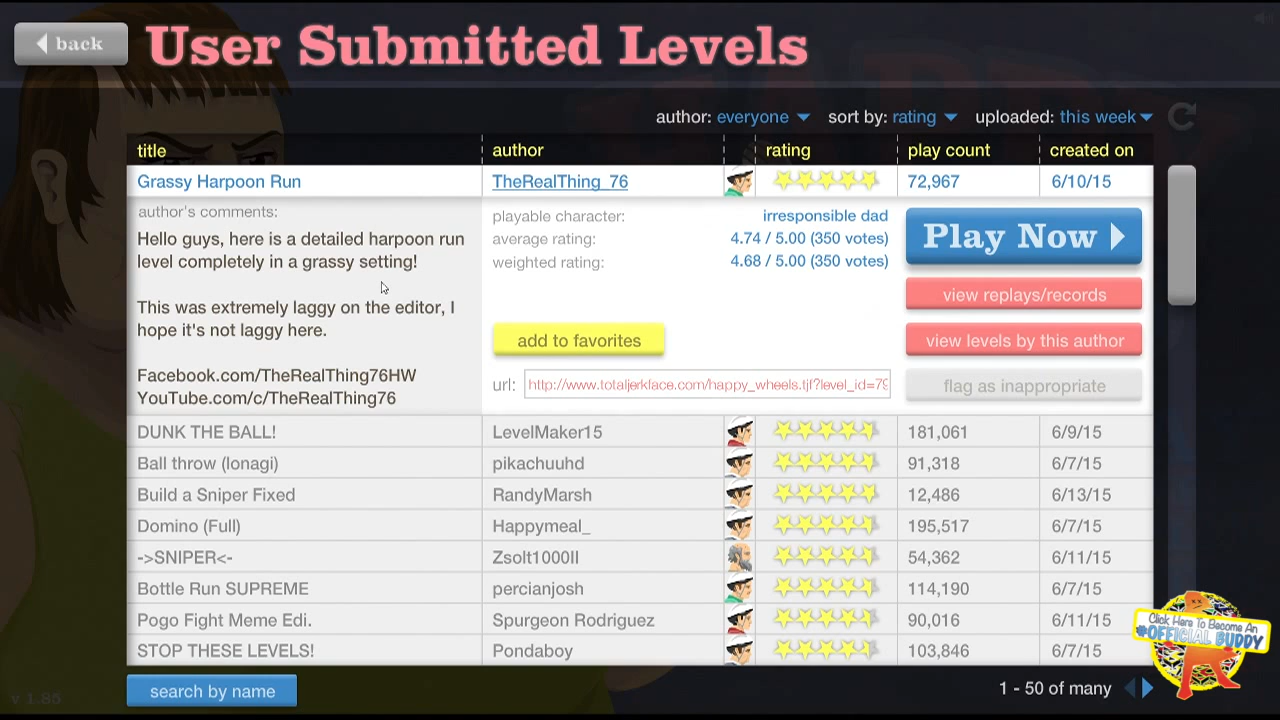 back
User Submitted Levels
author: everyone sort by: rating uploaded: this week
title author rating play count created on
Grassy Harpoon Run TheRealThing_76 72,967 6/10/15
author's comments:
Hello guys, here is a detailed harpoon run
level completely in a grassy setting!
This was extremely laggy on the editor, I
hope it's not laggy here.
Facebook.com/TheRealThing76HW
YouTube.com/c/TheRealThing76
playable character: irresponsible dad
average rating: 4.74 / 5.00 (350 votes)
weighted rating: 4.68 / 5.00 (350 votes)
add to favorites
url: http://www.totaljerkface.com/happy_wheels.tjf?level_id=79
Play Now
view replays/records
view levels by this author
flag as inappropriate
DUNK THE BALL! LevelMaker15 181,061 6/9/15
Ball throw (lonagi) pikachuuhd 91,318 6/7/15
Build a Sniper Fixed RandyMarsh 12,486 6/13/15
Domino (Full) Happymeal_ 195,517 6/7/15
->SNIPER<- Zsolt1000II 54,362 6/11/15
Bottle Run SUPREME percianjosh 114,190 6/7/15
Pogo Fight Meme Edi. Spurgeon Rodriguez 90,016 6/11/15
STOP THESE LEVELS! Pondaboy 103,846 6/7/15
Click Here To Become An
#OFFICIAL BUDDY
v 1.85
search by name
1 - 50 of many